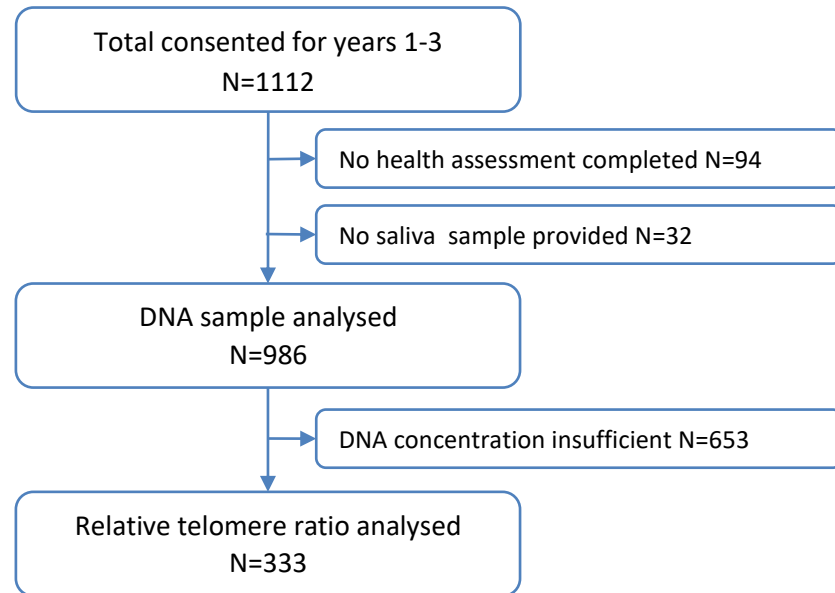 Total consented for years 1-3
N=1112
No health assessment completed N=94
No saliva  sample provided N=32
DNA sample analysed
N=986
DNA concentration insufficient N=653
Relative telomere ratio analysed
N=333